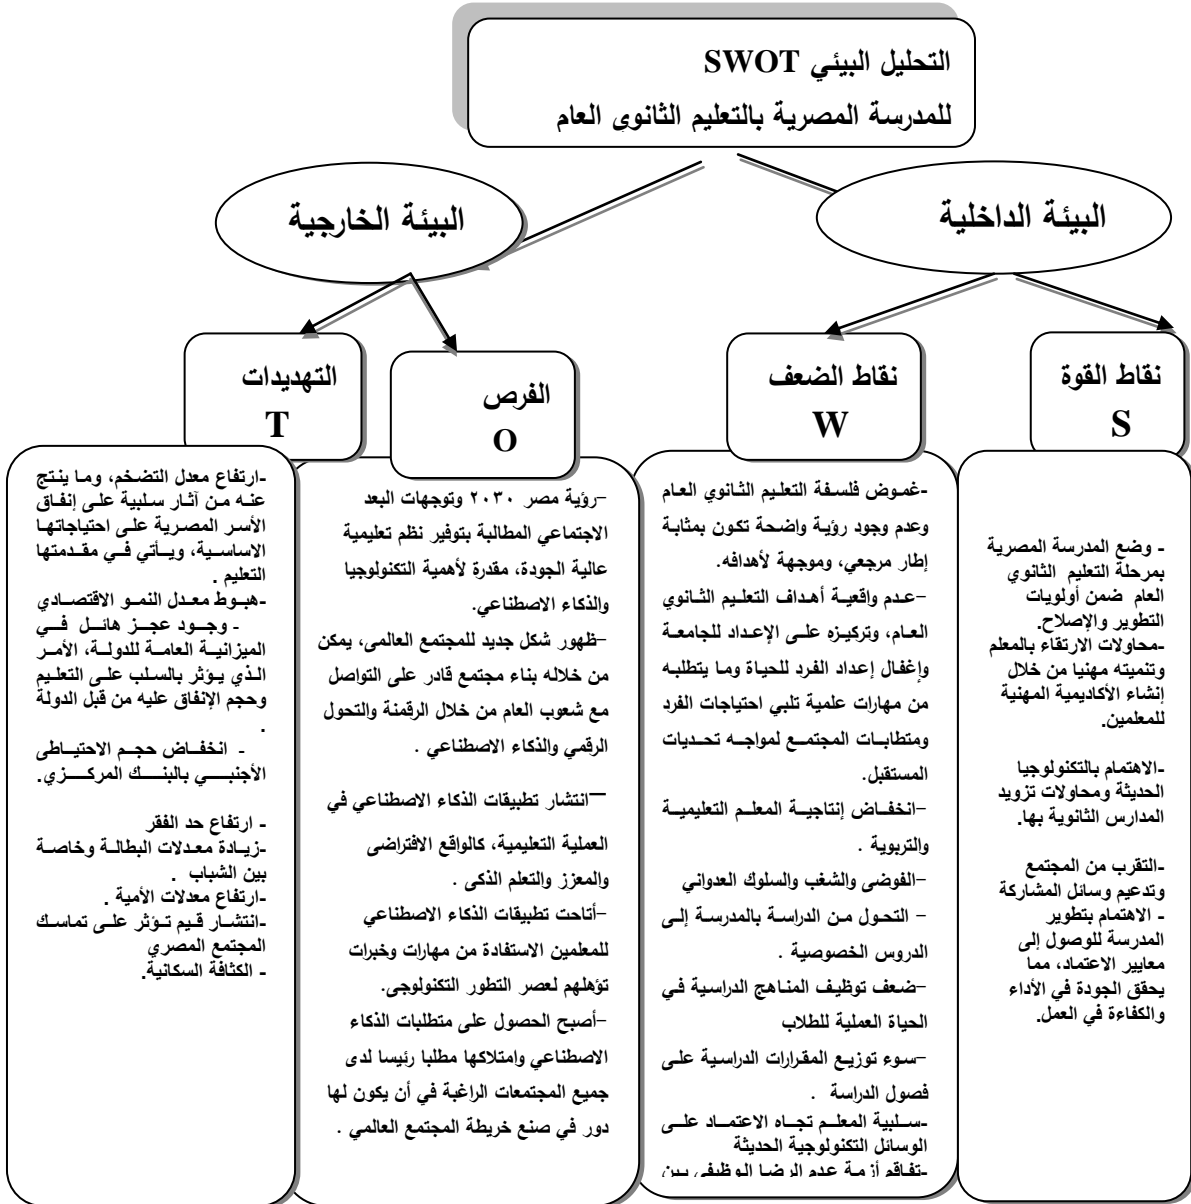 التحليل البيئي SWOT
للمدرسة المصرية بالتعليم الثانوي العام
البيئة الداخلية
البيئة الخارجية
نقاط القوة
S
نقاط الضعف
W
الفرص
O
التهديدات
T
- وضع المدرسة المصرية
بمرحلة التعليم الثانوي
العام ضمن أولويات
التطوير والإصلاح.
-محاولات الارتقاء بالمعلم
وتنميته مهنيا من خلال
إنشاء الأكاديمية المهنية
للمعلمين.
-الاهتمام بالتكنولوجيا
الحديثة ومحاولات تزويد
المدارس الثانوية بها.
-التقرب من المجتمع
وتدعيم وسائل المشاركة
- الاهتمام بتطوير
المدرسة للوصول إلى
معايير الاعتماد، مما
يحقق الجودة في الأداء
والكفاءة في العمل.
-غموض فلسفة التعليم الثانوي العام
وعدم وجود رؤية واضحة تكون بمثابة
إطار مرجعي، وموجهة لأهدافه.
-عدم واقعية أهداف التعليم الثانوي
العام، وتركيزه على الإعداد للجامعة
وإغفال إعداد الفرد للحياة وما يتطلبه
من مهارات علمية تلبي احتياجات الفرد
ومتطابات المجتمع لمواجهه تحديات
المستقبل.
-انخفاض إنتاجية المعلم التعليمية
والتربوية .
-الفوضى والشغب والسلوك العدواني
- التحول من الدراسة بالمدرسة إلى
الدروس الخصوصية .
-ضعف توظيف المناهج الدراسية في
الحياة العملية للطلاب
-سوء توزيع المقرارات الدراسية على
فصول الدراسة .
-سلبية المعلم تجاه الاعتماد على
الوسائل التكنولوجية الحديثة
-تفاقم أزمة عدم الرضا الوظيفي بين
-رؤية مصر ٢٠٣٠ وتوجهات البعد
الاجتماعي المطالبة بتوفير نظم تعليمية
عالية الجودة، مقدرة لأهمية التكنولوجيا
والذكاء الاصطناعي.
-ظهور شكل جديد للمجتمع العالمى، يمكن
من خلاله بناء مجتمع قادر على التواصل
مع شعوب العام من خلال الرقمنة والتحول
الرقمي والذكاء الاصطناعي .
-انتشار تطبيقات الذكاء الاصطناعي في
العملية التعليمية، كالواقع الافتراضى
والمعزز والتعلم الذكى .
-أتاحت تطبيقات الذكاء الاصطناعي
للمعلمين الاستفادة من مهارات وخبرات
تؤهلهم لعصر التطور التكنولوجى.
-أصبح الحصول على متطلبات الذكاء
الاصطناعي وامتلاكها مطلبا رئيسا لدى
جميع المجتمعات الراغبة في أن يكون لها
دور في صنع خريطة المجتمع العالمي .
-ارتفاع معدل التضخم، وما ينتج
عنه من آثار سلبية على إنفاق
الأسر المصرية على احتياجاتها
الاساسية، ويأتي في مقدمتها
التعليم .
-هبوط معدل النمو الاقتصادي
- وجود عجز هائل في
الميزانية العامة للدولة، الأمر
الذي يؤثر بالسلب على التعليم
وحجم الإنفاق عليه من قبل الدولة
.
- انخفاض حجم الاحتياطى
الأجنبي بالبنك المركزي.
- ارتفاع حد الفقر
-زيادة معدلات البطالة وخاصة
بين الشباب .
-ارتفاع معدلات الأمية .
-انتشار قيم تؤثر على تماسك
المجتمع المصري
- الكثافة السكانية.